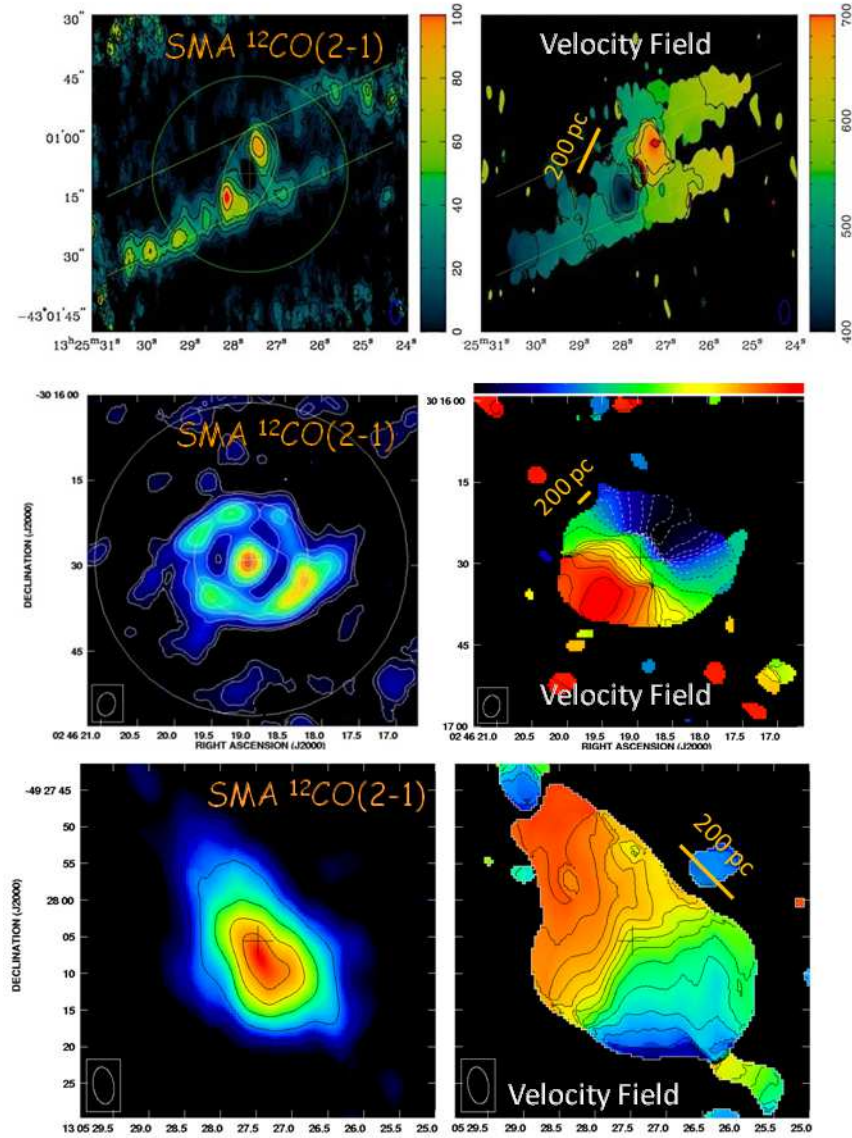 SMA ¹²CO(2-1)
30″
45″
01′00″
15″
30″
−43°01′45″
13ʰ25ᵐ31ˢ 30ˢ 29ˢ 28ˢ 27ˢ 26ˢ 25ˢ 24ˢ
100
80
60
40
20
0
Velocity Field
200 pc
25ᵐ31ˢ 30ˢ 29ˢ 28ˢ 27ˢ 26ˢ 25ˢ 24ˢ
700
600
500
400
SMA ¹²CO(2-1)
DECLINATION (J2000)
-30 16 00
15
30
45
02 46 21.0 20.5 20.0 19.5 19.0 18.5 18.0 17.5 17.0
RIGHT ASCENSION (J2000)
200 pc
Velocity Field
30 16 00
15
30
45
17 00
02 46 21.0 20.5 20.0 19.5 19.0 18.5 18.0 17.5 17.0
RIGHT ASCENSION (J2000)
SMA ¹²CO(2-1)
DECLINATION (J2000)
-49 27 45
50
55
28 00
05
10
15
20
25
13 05 29.5 29.0 28.5 28.0 27.5 27.0 26.5 26.0 25.5 25.0
200 pc
Velocity Field
05 29.5 29.0 28.5 28.0 27.5 27.0 26.5 26.0 25.5 25.0